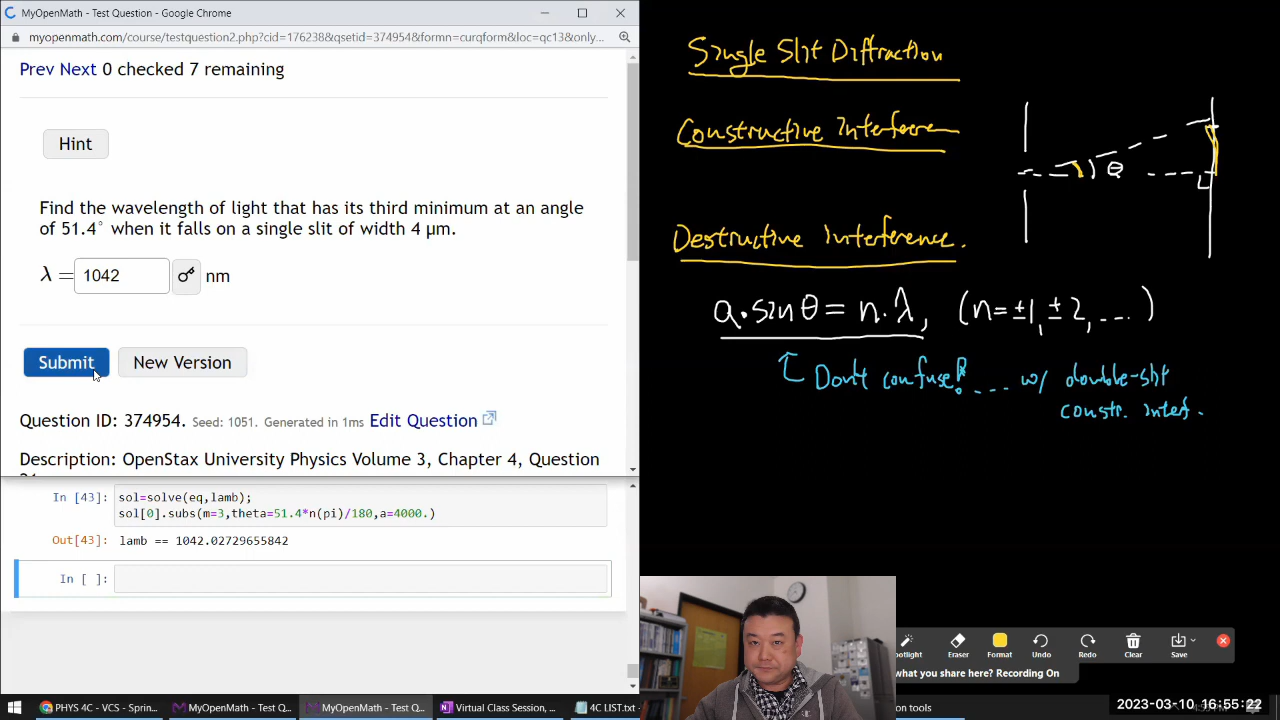 MyOpenMath - Test Question - Google Chrome
myopenmath.com/course/testquestion2.php?cid=176238&qsetid=374954&formn=curqform&loc=qc13&only...
Prev Next 0 checked 7 remaining
Hint
Find the wavelength of light that has its third minimum at an angle
of 51.4° when it falls on a single slit of width 4 μm.
λ = 1042 nm
Submit New Version
Question ID: 374954. Seed: 1051. Generated in 1ms Edit Question
Description: OpenStax University Physics Volume 3, Chapter 4, Question
In [43]: sol=solve(eq,lamb);
sol[0].subs(m=3,theta=51.4*n(pi)/180,a=4000.)
Out[43]: lamb == 1042.02729655842
In [ ]:
Single Slit Diffraction
Constructive Interferen
θ
Destructive Interference.
a·sinθ = n·λ, (n=±1, ±2, ....)
Don't confuse! ... w/ double-slit
constr. interf.
potlight Eraser Format Undo Redo Clear Save
what you share here? Recording On
PHYS 4C - VCS - Sprin... MyOpenMath - Test Q... MyOpenMath - Test Q... Virtual Class Session, ... 4C LIST.txt - on tools
2023-03-10 16:55:22